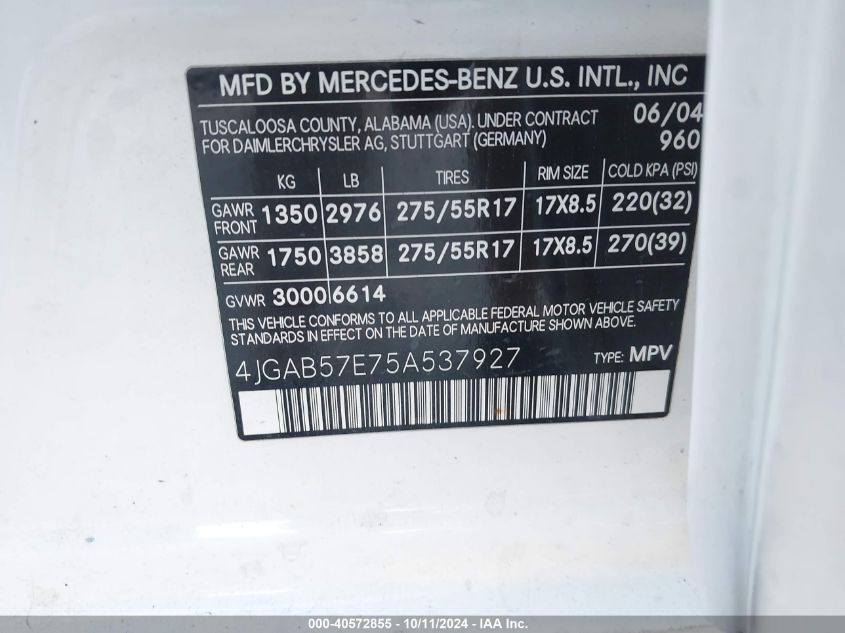 MFD BY MERCEDES-BENZ U.S. INTL., INC
TUSCALOOSA COUNTY, ALABAMA (USA). UNDER CONTRACT 06/04
FOR DAIMLERCHRYSLER AG, STUTTGART (GERMANY) 960
KG LB TIRES RIM SIZE COLD KPA (PSI)
GAWR FRONT 1350 2976 275/55R17 17X8.5 220(32)
GAWR REAR 1750 3858 275/55R17 17X8.5 270(39)
GVWR 3000 6614
THIS VEHICLE CONFORMS TO ALL APPLICABLE FEDERAL MOTOR VEHICLE SAFETY
STANDARDS IN EFFECT ON THE DATE OF MANUFACTURE SHOWN ABOVE.
4JGAB57E75A537927 TYPE: MPV
000-40572855 - 10/11/2024 - IAAI Inc.